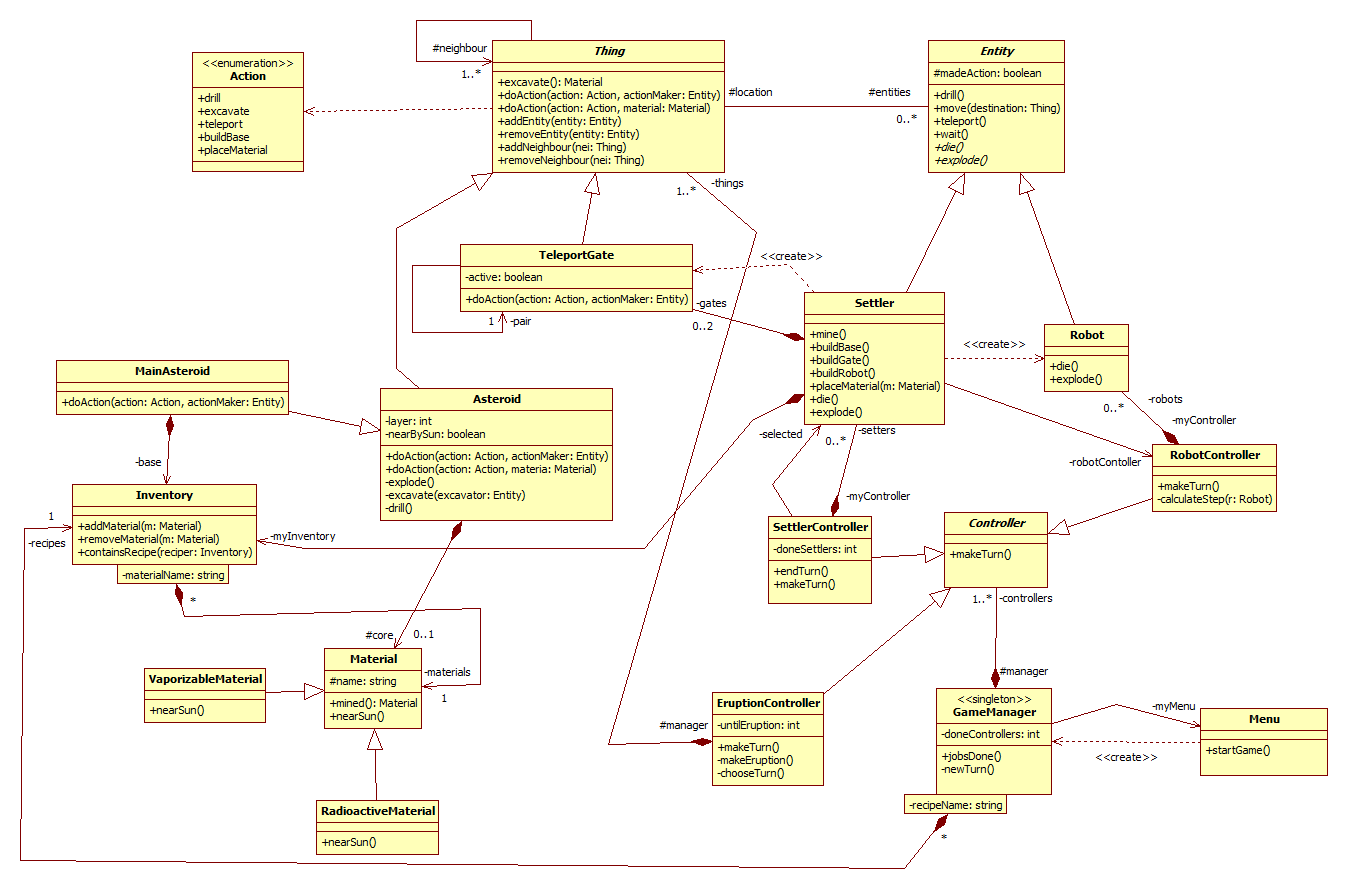 #neighbour
1..*
<<enumeration>>
Action
+drill
+excavate
+teleport
+buildBase
+placeMaterial
Thing
+excavate(): Material
+doAction(action: Action, actionMaker: Entity)
+doAction(action: Action, material: Material)
+addEntity(entity: Entity)
+removeEntity(entity: Entity)
+addNeighbour(nei: Thing)
+removeNeighbour(nei: Thing)
#location
#entities
0..*
Entity
#madeAction: boolean
+drill()
+move(destination: Thing)
+teleport()
+wait()
+die()
+explode()
-things
1..*
TeleportGate
-active: boolean
+doAction(action: Action, actionMaker: Entity)
1
-pair
<<create>>
-gates
0..2
Settler
+mine()
+buildBase()
+buildGate()
+buildRobot()
+placeMaterial(m: Material)
+die()
+explode()
<<create>>
Robot
+die()
+explode()
-robots
0..*
-myController
-robotContoller
MainAsteroid
+doAction(action: Action, actionMaker: Entity)
-base
Asteroid
-layer: int
-nearBySun: boolean
+doAction(action: Action, actionMaker: Entity)
+doAction(action: Action, materia: Material)
-explode()
-excavate(excavator: Entity)
-drill()
-selected
0..*
-setters
-myController
RobotController
+makeTurn()
-calculateStep(r: Robot)
1
-recipes
Inventory
+addMaterial(m: Material)
+removeMaterial(m: Material)
+containsRecipe(reciper: Inventory)
-materialName: string
*
-myInventory
SettlerController
-doneSettlers: int
+endTurn()
+makeTurn()
Controller
+makeTurn()
1..*
-controllers
#core
0..1
Material
#name: string
+mined(): Material
+nearSun()
-materials
1
VaporizableMaterial
+nearSun()
RadioactiveMaterial
+nearSun()
#manager
EruptionController
-untilEruption: int
+makeTurn()
-makeEruption()
-chooseTurn()
#manager
<<singleton>>
GameManager
-doneControllers: int
+jobsDone()
-newTurn()
-recipeName: string
*
-myMenu
<<create>>
Menu
+startGame()